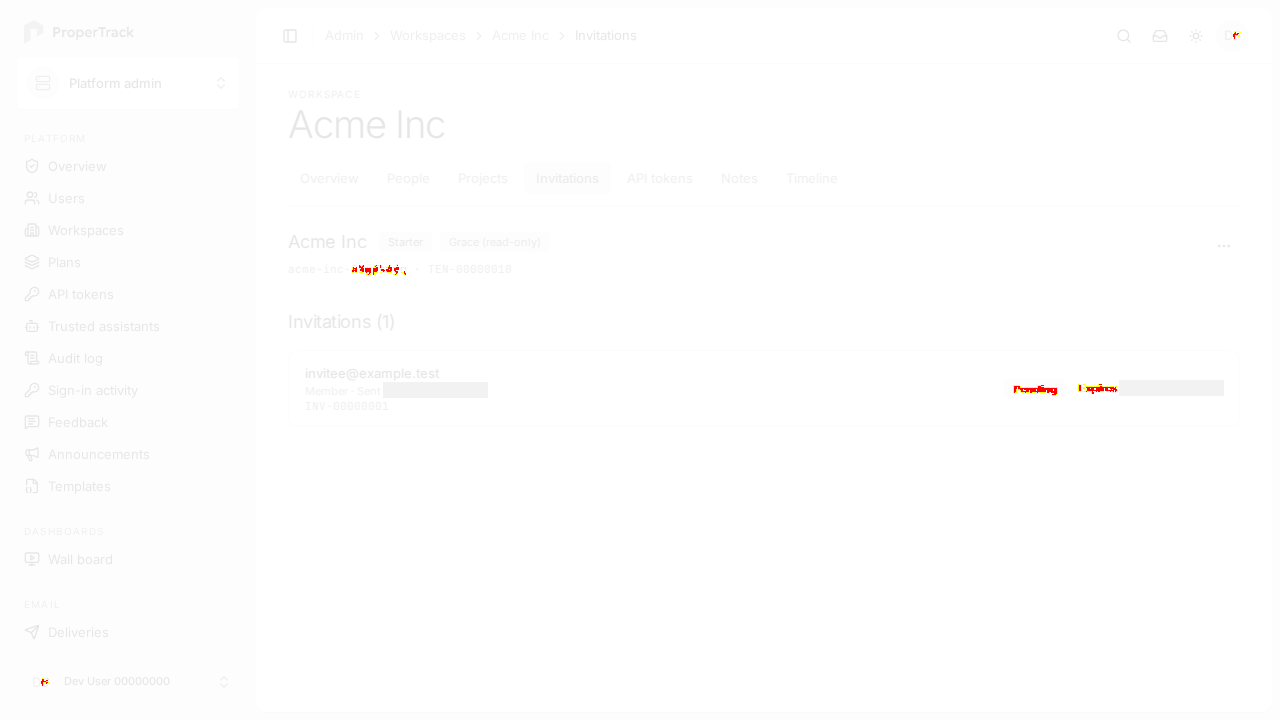 ProperTrack
Platform admin
PLATFORM
Overview
Users
Workspaces
Plans
API tokens
Trusted assistants
Audit log
Sign-in activity
Feedback
Announcements
Templates
DASHBOARDS
Wall board
EMAIL
Deliveries
Dev User 00000000
Admin > Workspaces > Acme Inc > Invitations
WORKSPACE
Acme Inc
Overview People Projects Invitations API tokens Notes Timeline
Acme Inc Starter Grace (read-only)
acme-inc- · TEN-00000010
Invitations (1)
invitee@example.test
Member · Sent
INV-00000001
Pending Expires